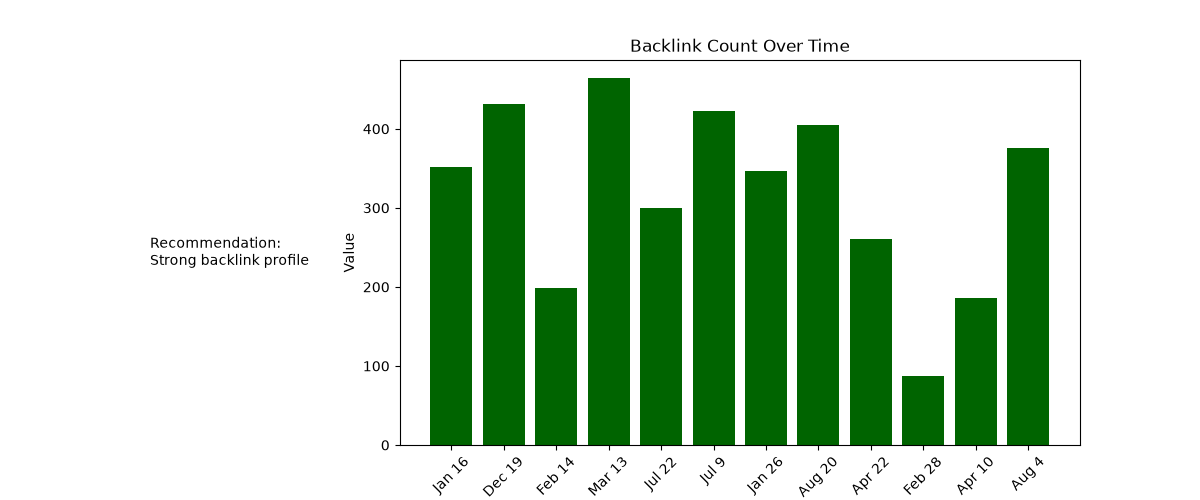 Backlink Count Over Time
Recommendation:
Strong backlink profile
Value
400
300
200
100
0
Jan 16
Dec 19
Feb 14
Mar 13
Jul 22
Jul 9
Jan 26
Aug 20
Apr 22
Feb 28
Apr 10
Aug 4